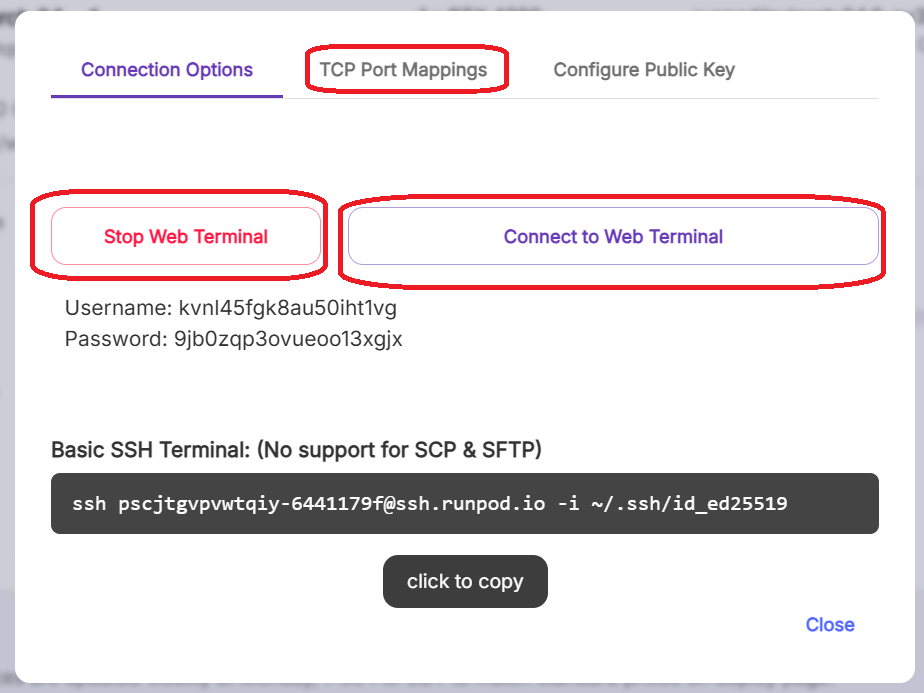 Connection Options TCP Port Mappings Configure Public Key
Stop Web Terminal Connect to Web Terminal
Username: kvnl45fgk8au50iht1vg
Password: 9jb0zqp3ovueoo13xgjx
Basic SSH Terminal: (No support for SCP & SFTP)
ssh pscjtgvpvwtqiy-6441179f@ssh.runpod.io -i ~/.ssh/id_ed25519
click to copy
Close